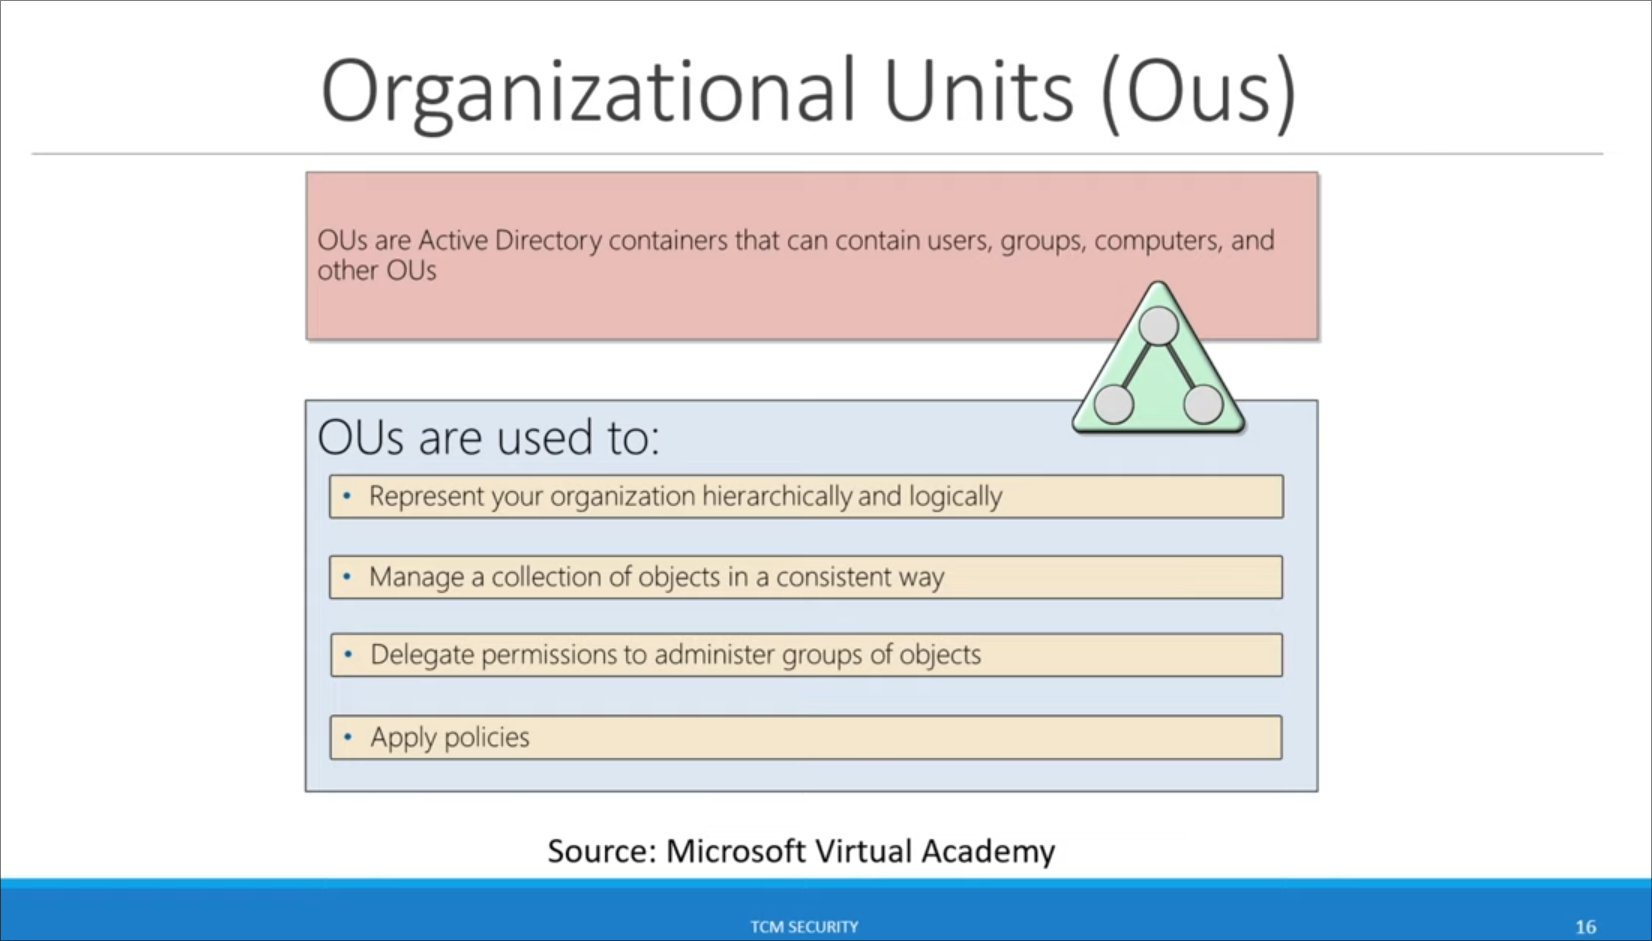 Organizational Units (Ous)
OUs are Active Directory containers that can contain users, groups, computers, and
other OUs
OUs are used to:
• Represent your organization hierarchically and logically
• Manage a collection of objects in a consistent way
• Delegate permissions to administer groups of objects
• Apply policies
Source: Microsoft Virtual Academy
TCM SECURITY
16